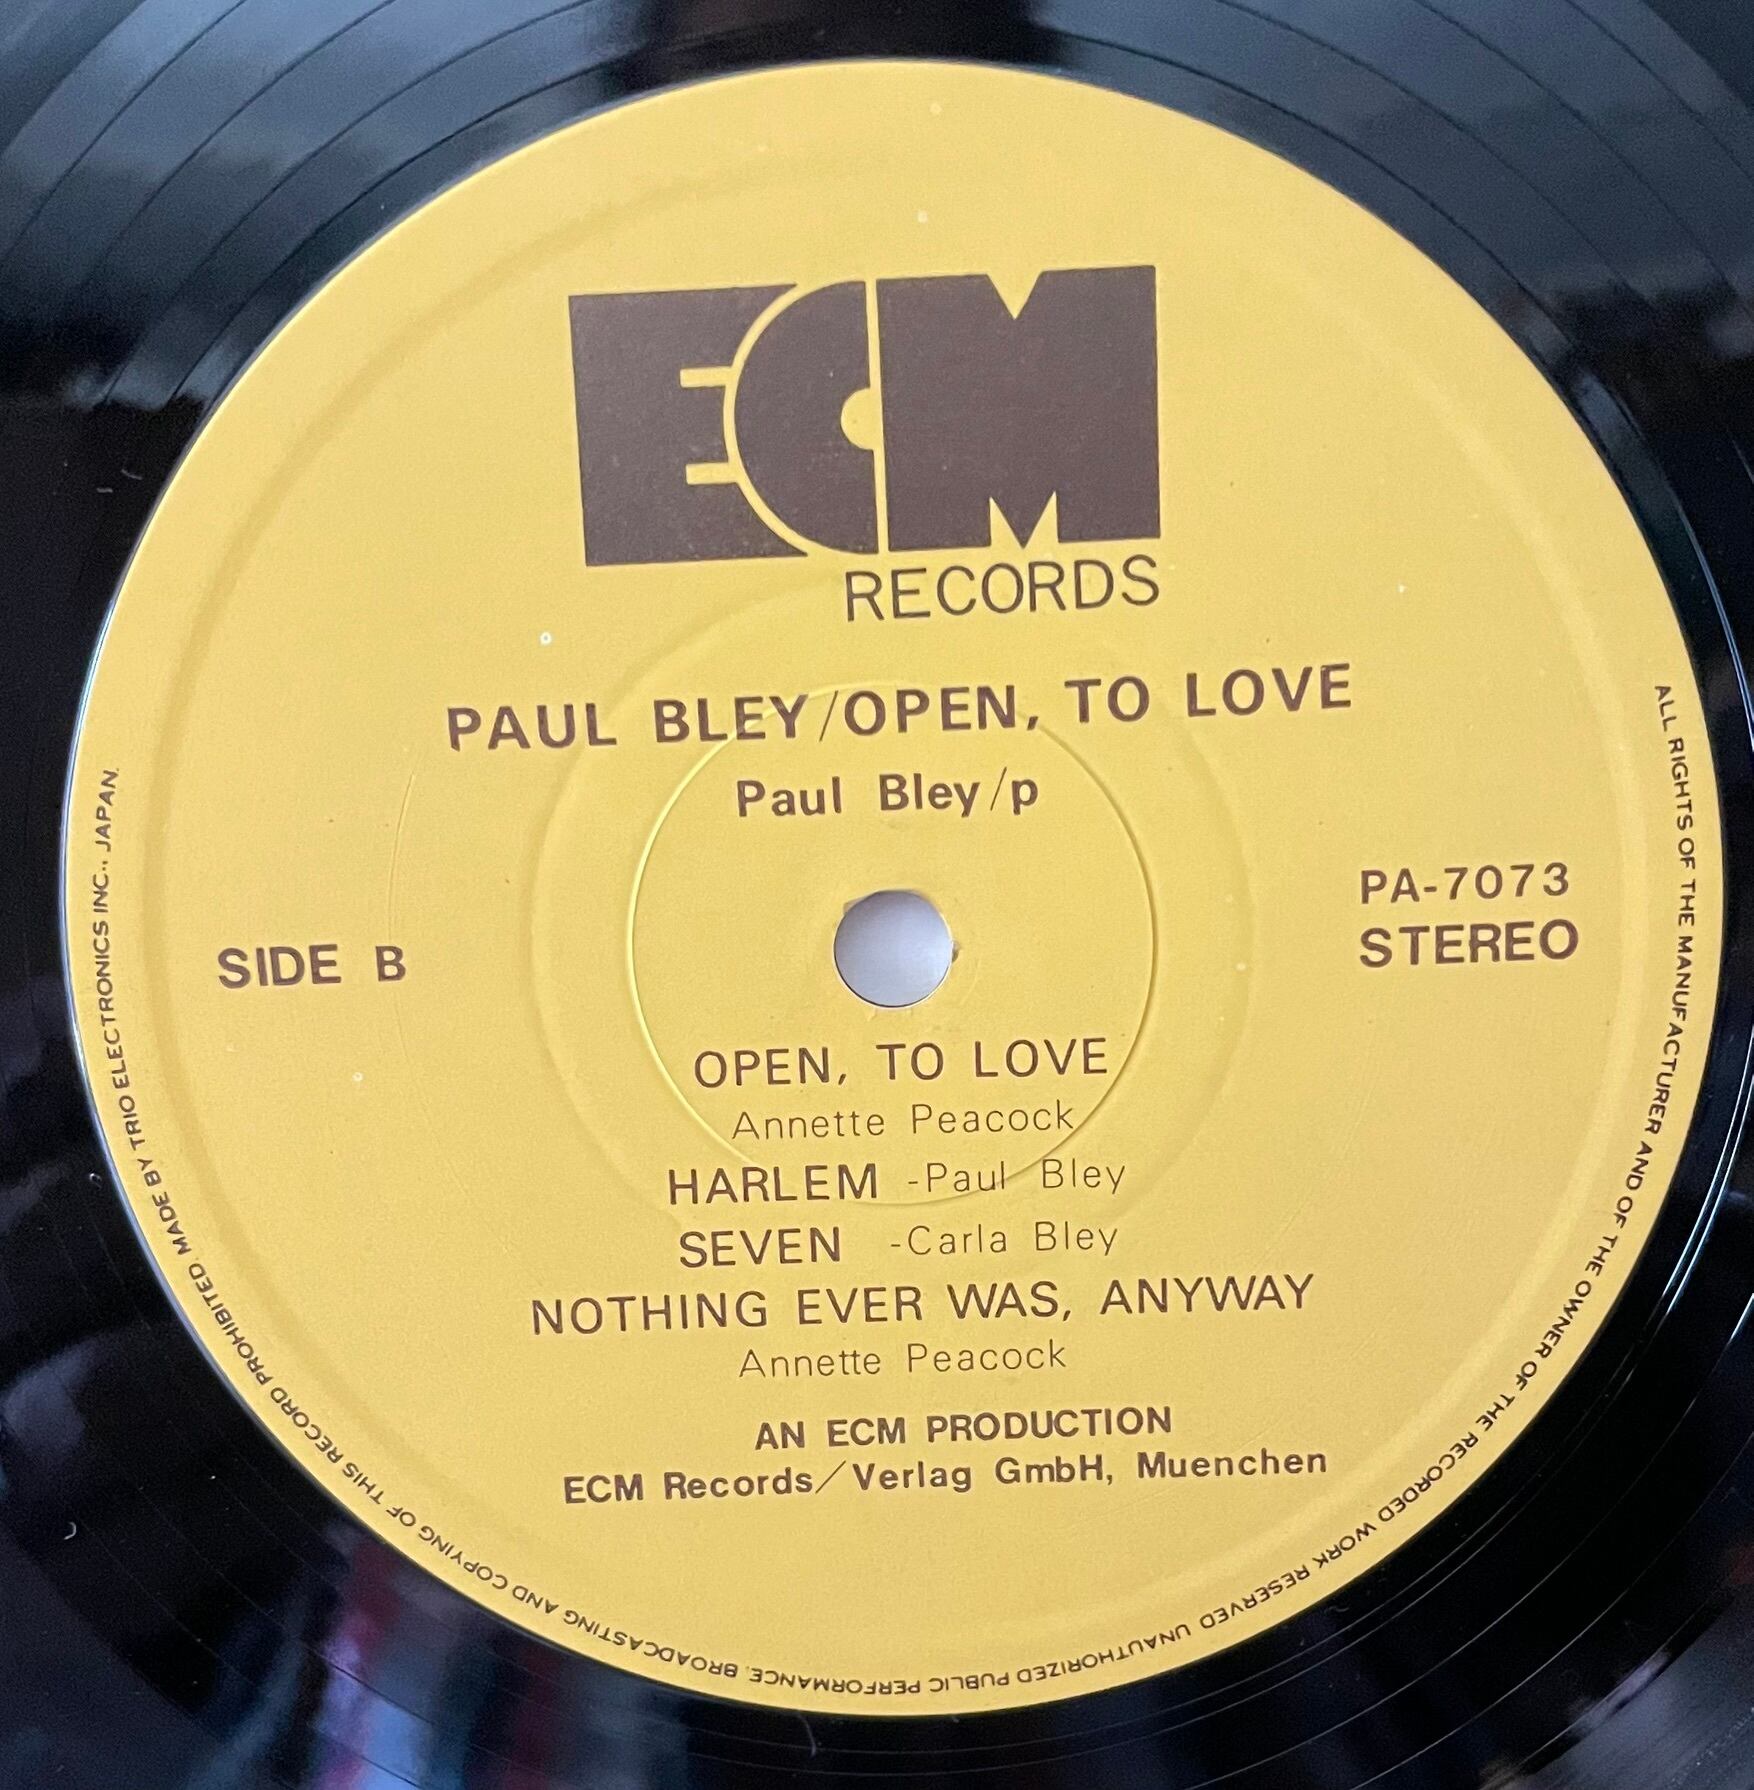 ECM
RECORDS
PAUL BLEY/OPEN, TO LOVE
Paul Bley/p
SIDE B
PA-7073
STEREO
OPEN, TO LOVE
Annette Peacock
HARLEM -Paul Bley
SEVEN -Carla Bley
NOTHING EVER WAS, ANYWAY
Annette Peacock
AN ECM PRODUCTION
ECM Records/Verlag GmbH, Muenchen
ALL RIGHTS OF THE MANUFACTURER AND OF THE OWNER OF THE RECORDED WORK RESERVED UNAUTHORIZED PUBLIC PERFORMANCE. BROADCASTING AND COPYING OF THIS RECORD PROHIBITED. MADE BY TRIO ELECTRONICS INC., JAPAN.